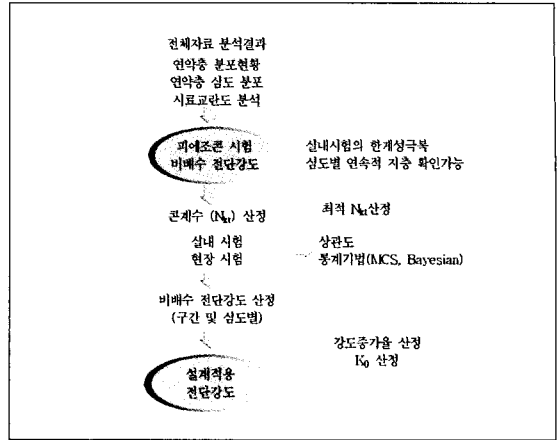 전체자료 분석결과
연약층 분포현황
연약층 심도 분포
시료교란도 분석
피에조콘 시험
비배수 전단강도
실내시험의 한계성극복
심도별 연속적 지층 확인가능
콘계수 (Nkt) 산정
최적 Nkt산정
실내 시험
현장 시험
상관도
통계기법(MCS, Bayesian)
비배수 전단강도 산정
(구간 및 심도별)
강도증가율 산정
K0 산정
설계적용
전단강도